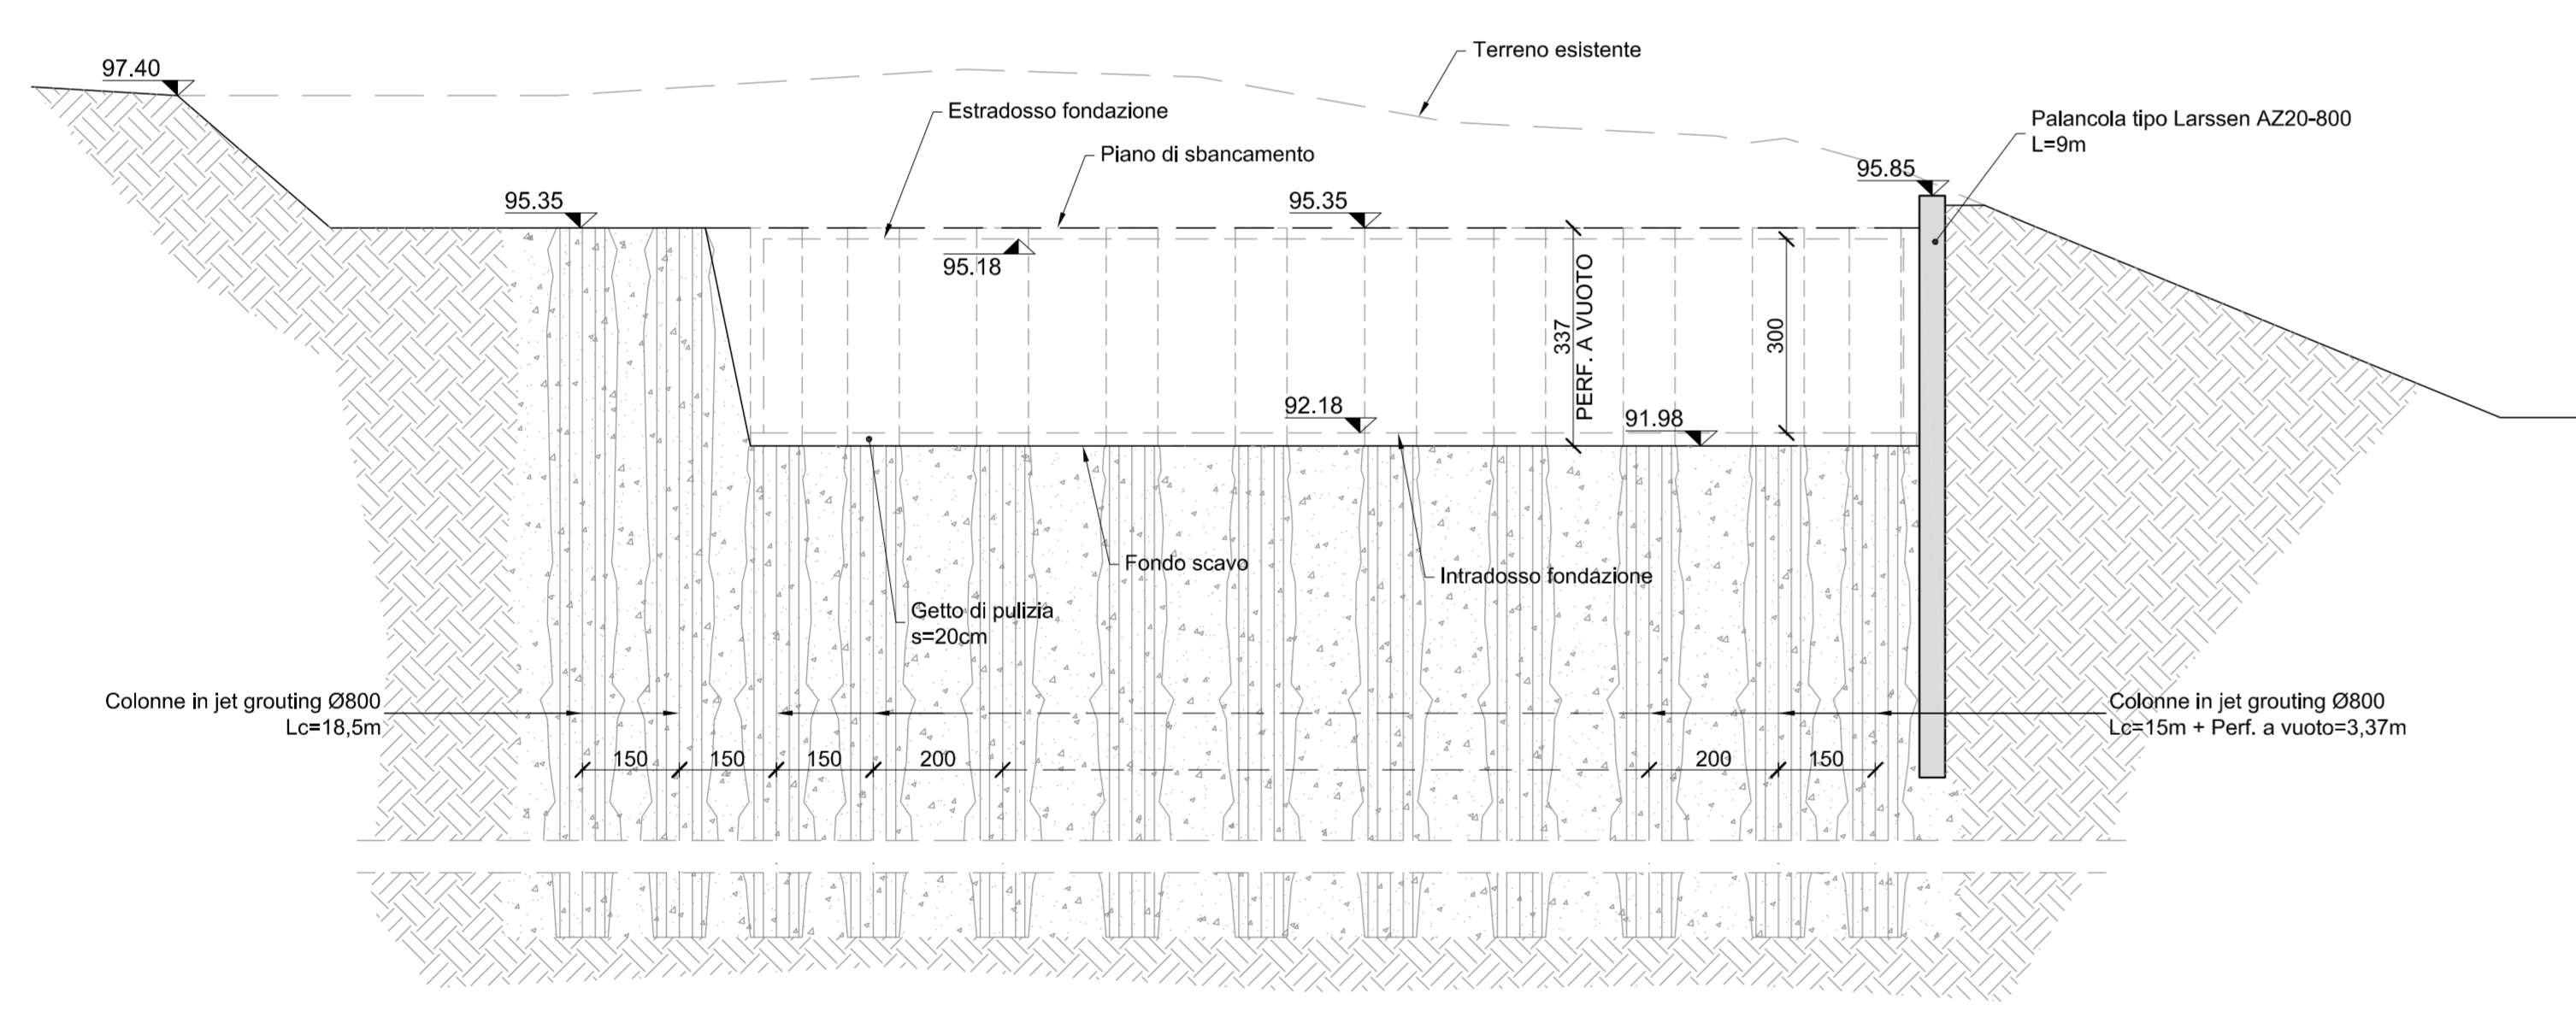 Terreno esistente
97.40
Estradosso fondazione
Palancola tipo Larssen AZ20-800
L=9m
Piano di sbancamento
95.85
95.35
95.35
95.18
337
PERF. A VUOTO
300
92.18
91.98
Fondo scavo
Intradosso fondazione
Getto di pulizia
s=20cm
Colonne in jet grouting Ø800
Lc=18,5m
Colonne in jet grouting Ø800
Lc=15m + Perf. a vuoto=3,37m
150
150
150
200
200
150